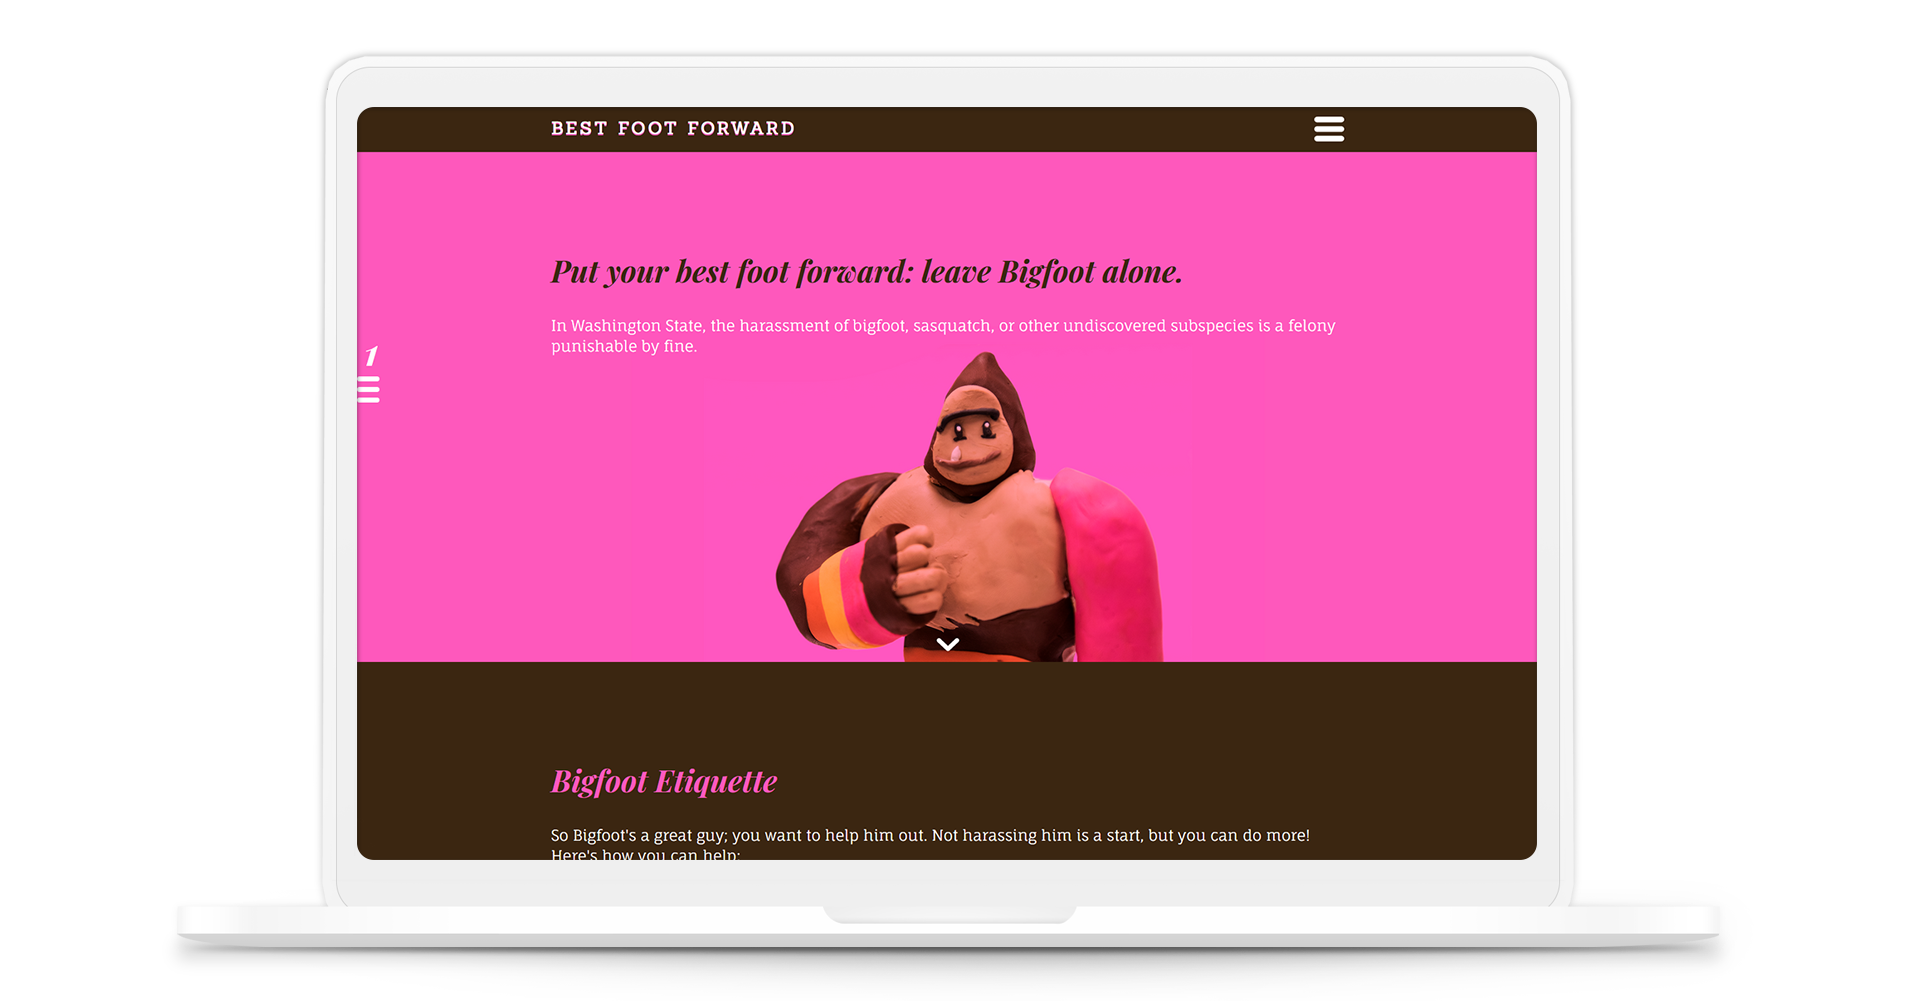 BEST FOOT FORWARD
Put your best foot forward: leave Bigfoot alone.
In Washington State, the harassment of bigfoot, sasquatch, or other undiscovered subspecies is a felony
punishable by fine.
1
Bigfoot Etiquette
So Bigfoot's a great guy; you want to help him out. Not harassing him is a start, but you can do more!
Here's how you can help: